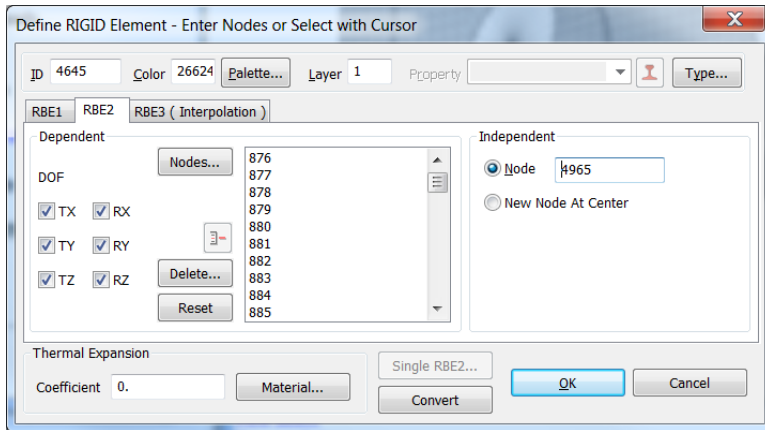 Define RIGID Element - Enter Nodes or Select with Cursor
ID 4645 Color 26624 Palette... Layer 1 Property Type...
RBE1 RBE2 RBE3 ( Interpolation )
Dependent
DOF
TX RX
TY RY
TZ RZ
Nodes...
Delete...
Reset
876
877
878
879
880
881
882
883
884
885
Independent
Node 4965
New Node At Center
Thermal Expansion
Coefficient 0. Material...
Single RBE2...
Convert
OK Cancel